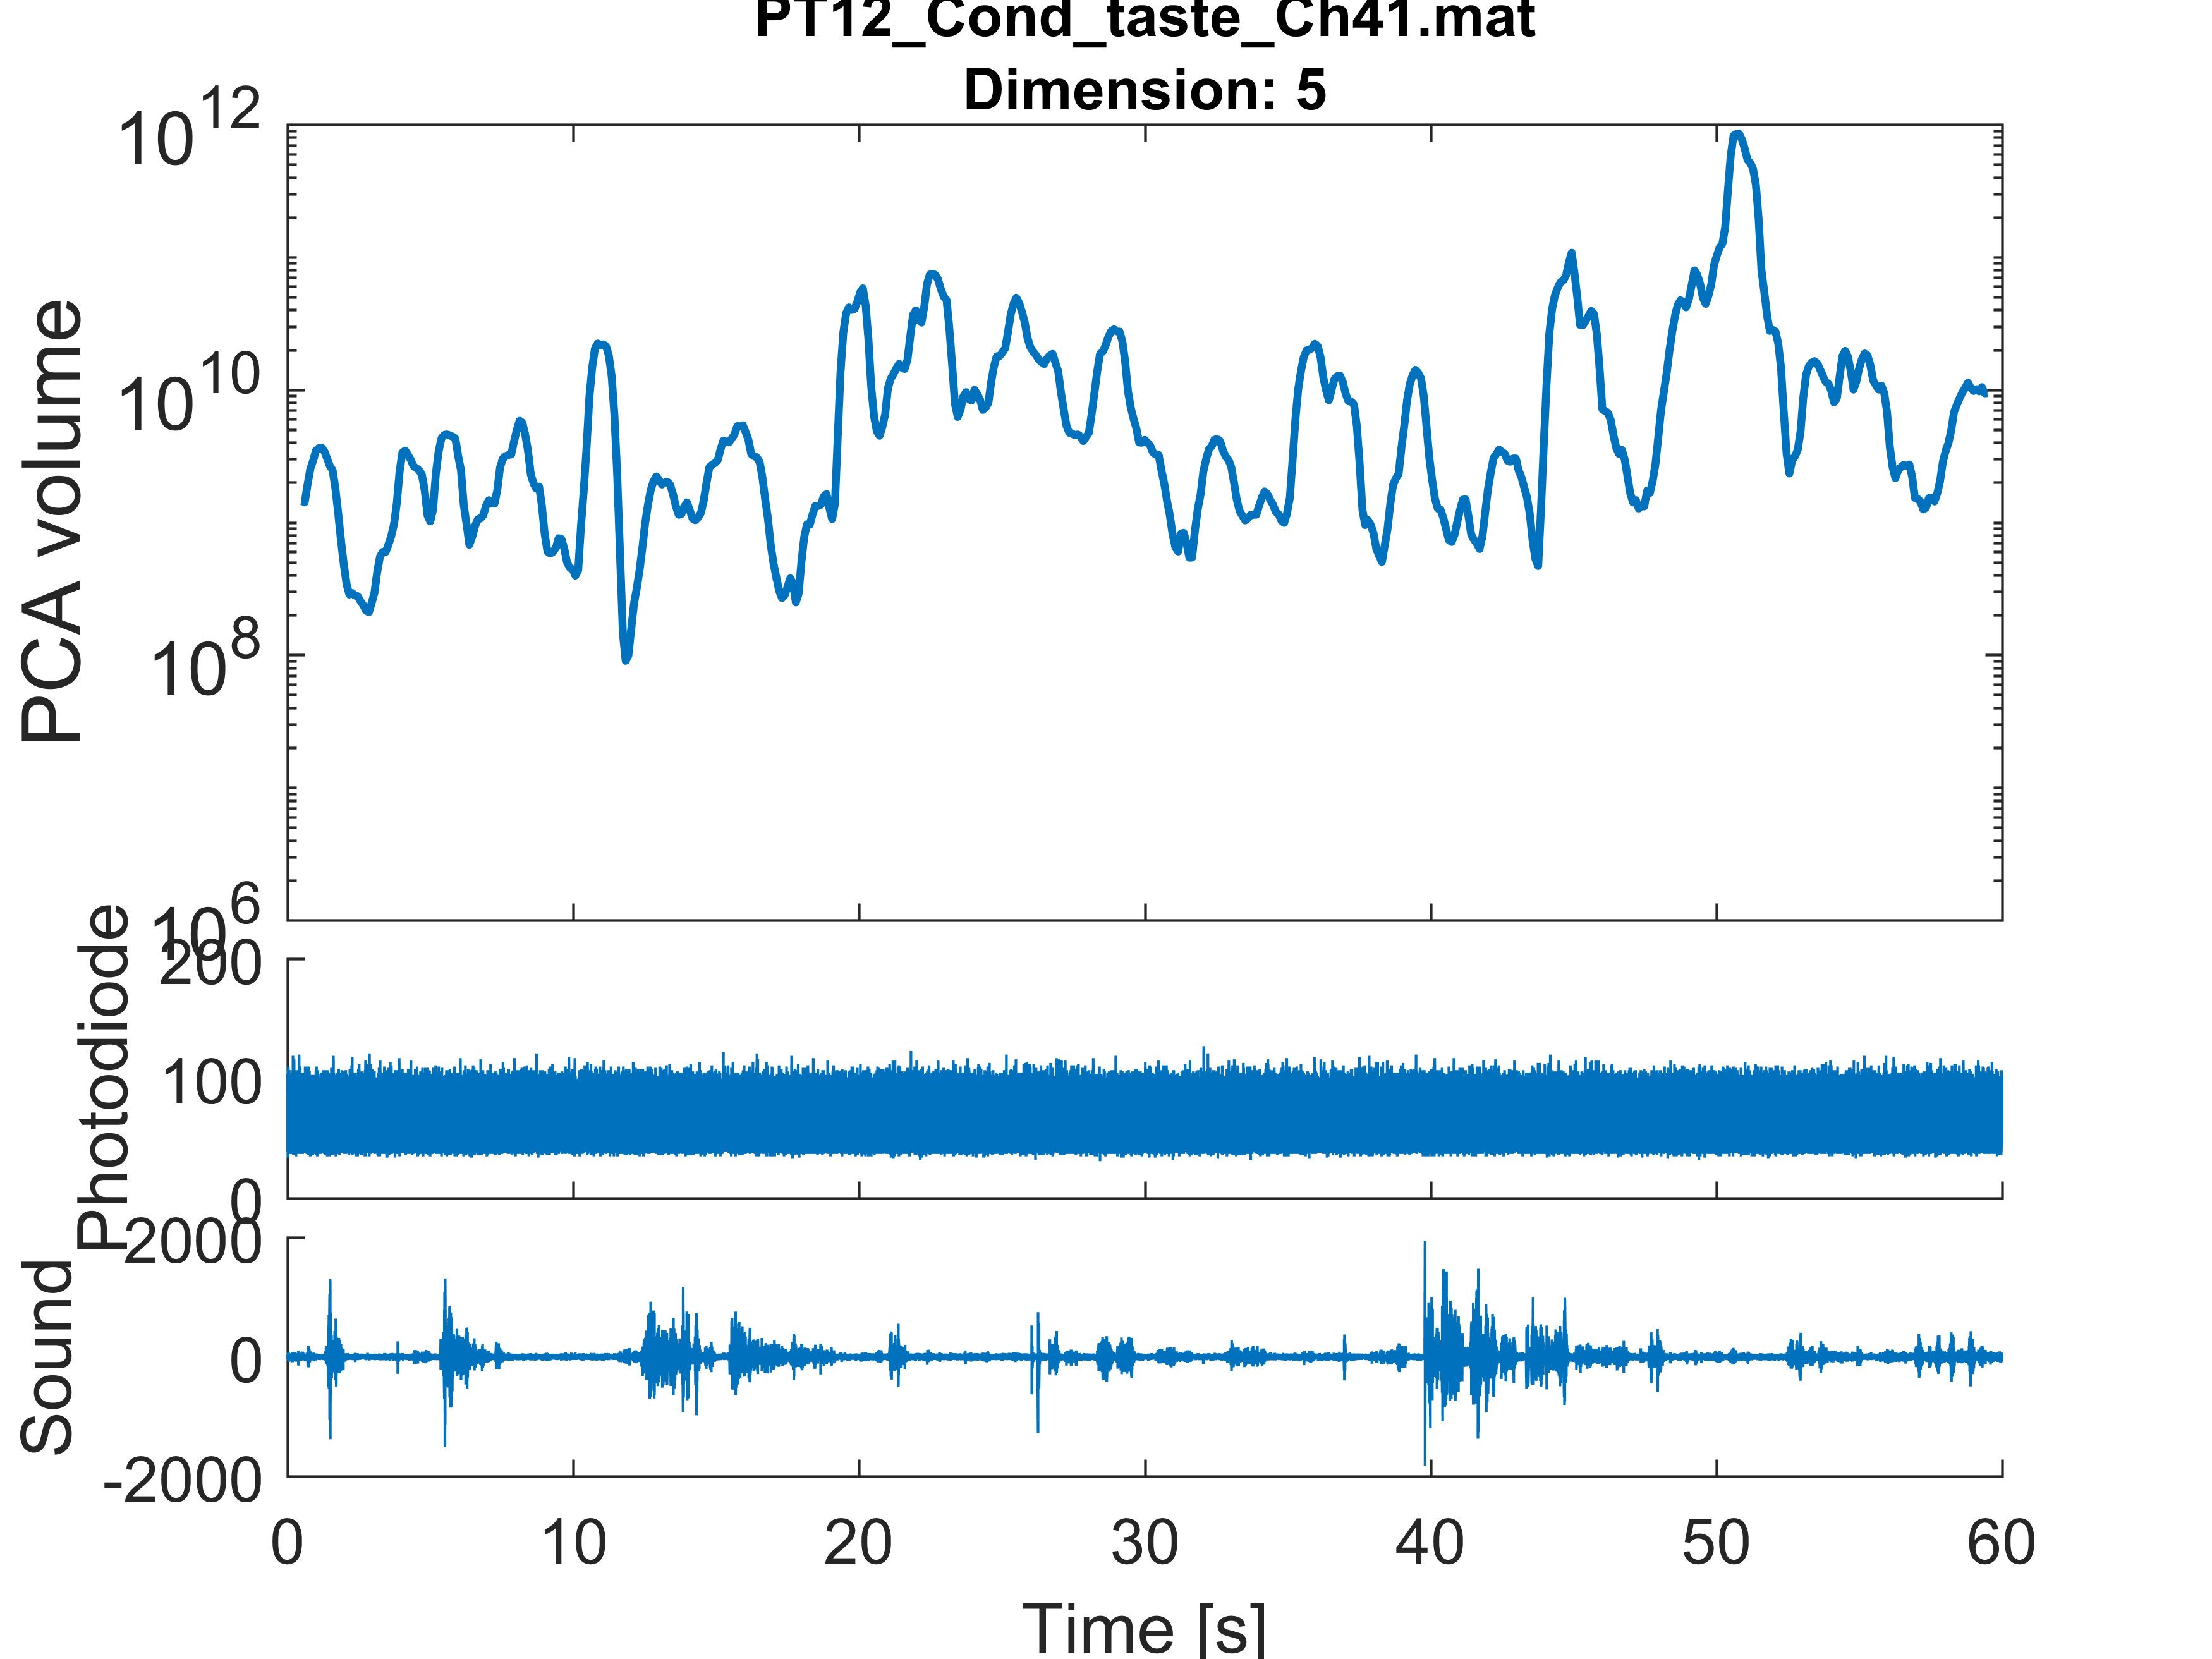 PT12_Cond_taste_Ch41.mat
Dimension: 5
PCA volume
10^12
10^10
10^8
10^6
Photodiode
200
100
0
Sound
2000
0
-2000
0 10 20 30 40 50 60
Time [s]